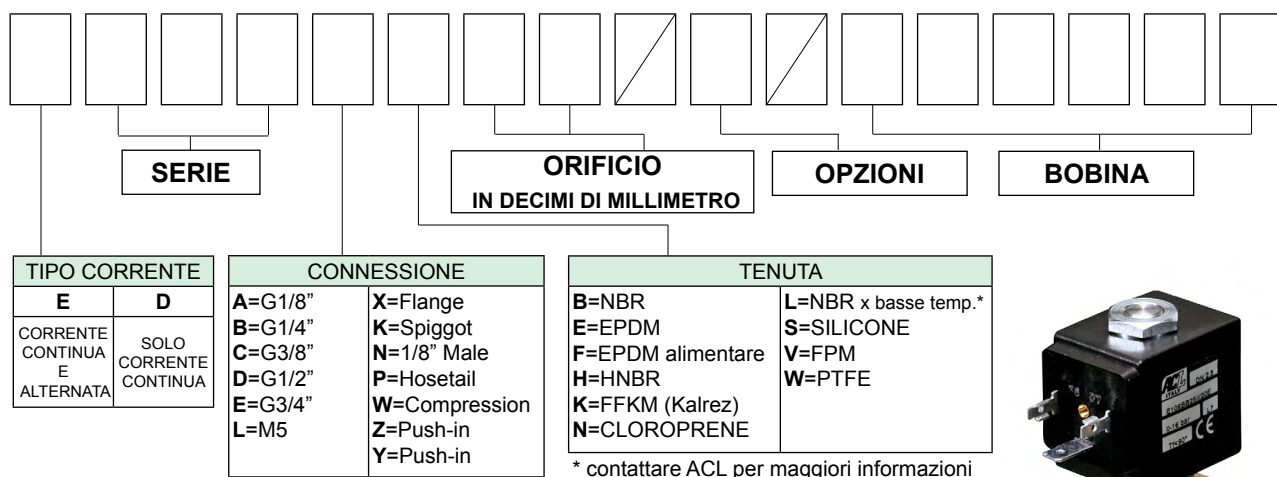 SERIE
ORIFICIO
IN DECIMI DI MILLIMETRO
OPZIONI
BOBINA
TIPO CORRENTE
E
D
CORRENTE
CONTINUA
E
ALTERNATA
SOLO
CORRENTE
CONTINUA
CONNESSIONE
A=G1/8”
B=G1/4”
C=G3/8”
D=G1/2”
E=G3/4”
L=M5
X=Flange
K=Spiggot
N=1/8” Male
P=Hosetail
W=Compression
Z=Push-in
Y=Push-in
TENUTA
B=NBR
E=EPDM
F=EPDM alimentare
H=HNBR
K=FFKM (Kalrez)
N=CLOROPRENE
L=NBR x basse temp.*
S=SILICONE
V=FPM
W=PTFE
* contattare ACL per maggiori informazioni
ACL
ITALY
CE